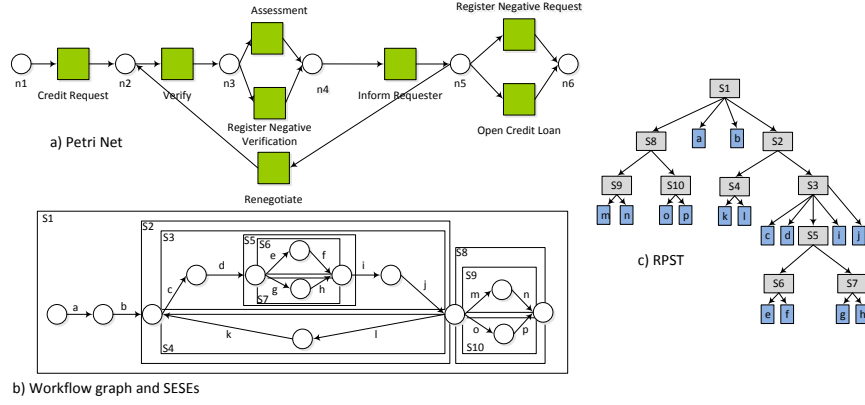 Assessment
Register Negative Request
n1
n2
n3
n4
n5
n6
Credit Request
Verify
Inform Requester
Register Negative
Verification
Open Credit Loan
a) Petri Net
Renegotiate
S1
S2
S3
S5
S6
e
f
d
c
g
h
S7
i
j
S8
S9
m
n
a
b
k
l
o
p
S4
S10
b) Workflow graph and SESEs
S1
S8
a
b
S2
S9
S10
S4
S3
m
n
o
p
k
l
c
d
S5
i
j
c) RPST
S6
S7
e
f
g
h